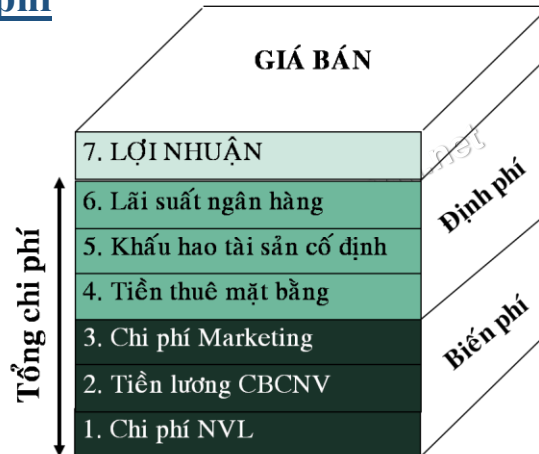 phí
GIÁ BÁN
7. LỢI NHUẬN
6. Lãi suất ngân hàng
5. Khấu hao tài sản cố định
4. Tiền thuê mặt bằng
3. Chi phí Marketing
2. Tiền lương CBCNV
1. Chi phí NVL
Tổng chi phí
Định phí
Biến phí